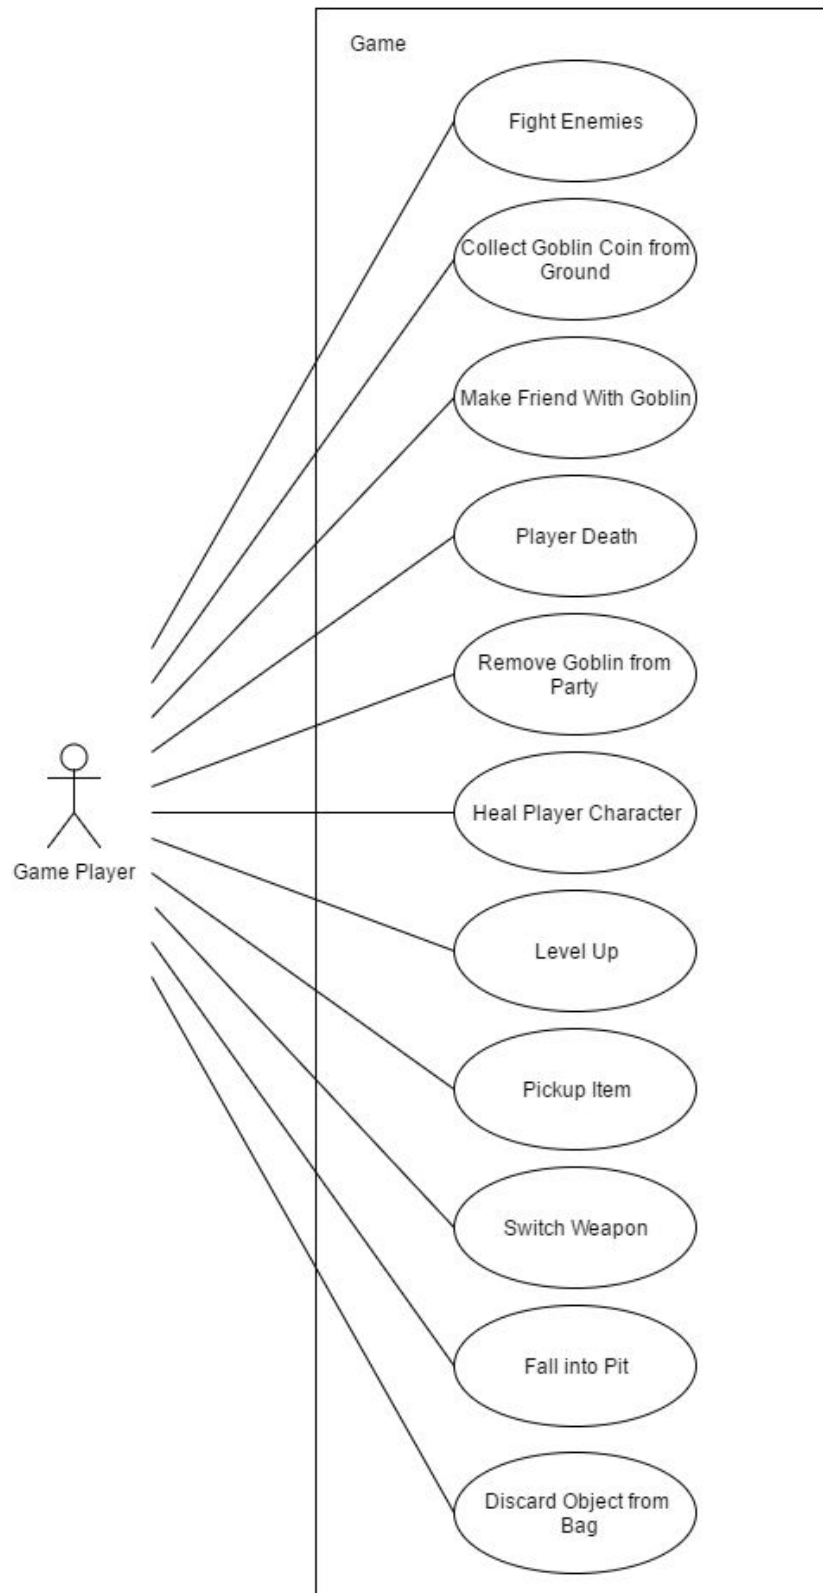 Game
Fight Enemies
Collect Goblin Coin from
Ground
Make Friend With Goblin
Player Death
Remove Goblin from
Party
Heal Player Character
Game Player
Level Up
Pickup Item
Switch Weapon
Fall into Pit
Discard Object from
Bag